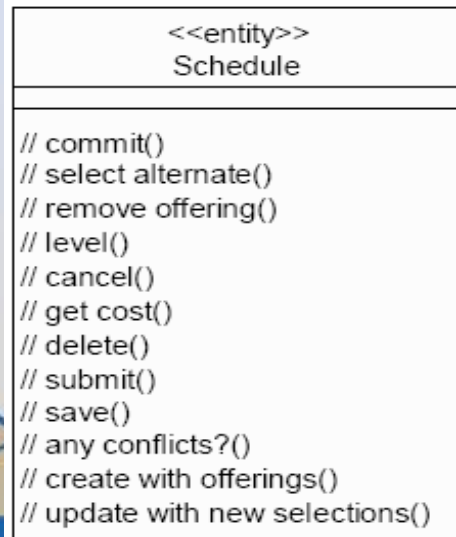 <<entity>>
Schedule
// commit()
// select alternate()
// remove offering()
// level()
// cancel()
// get cost()
// delete()
// submit()
// save()
// any conflicts?()
// create with offerings()
// update with new selections()